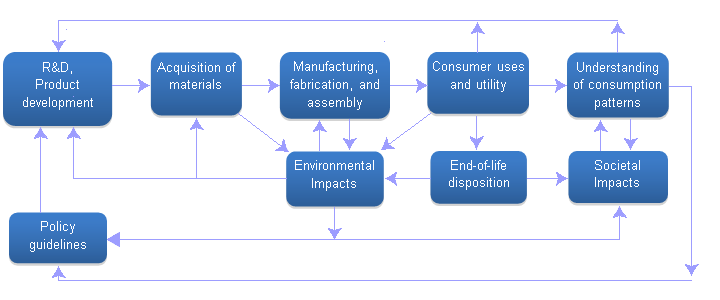 R&D,
Product
development
Acquisition of
materials
Manufacturing,
fabrication, and
assembly
Consumer uses
and utility
Understanding
of consumption
patterns
Environmental
Impacts
End-of-life
disposition
Societal
Impacts
Policy
guidelines